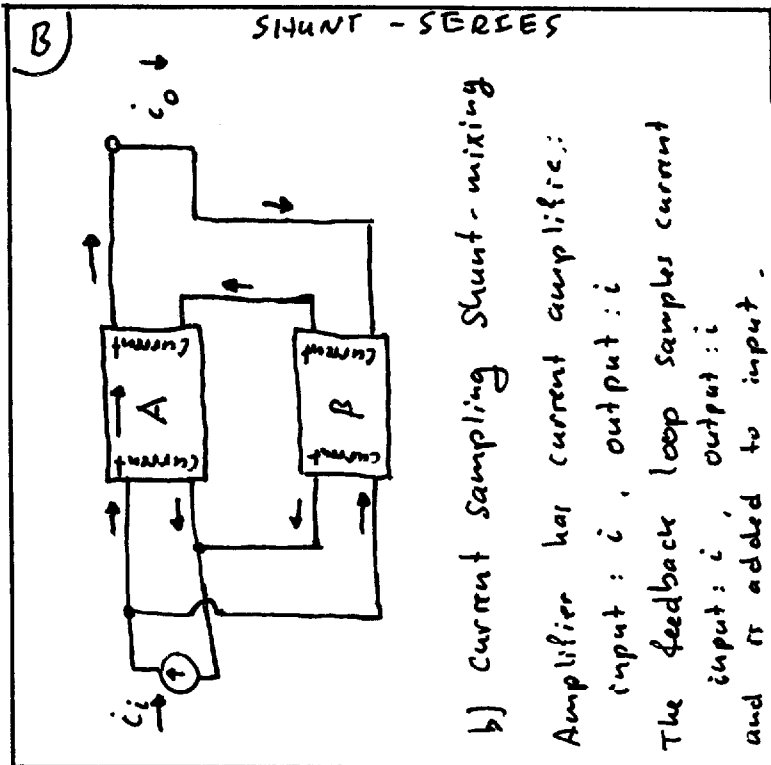 B)
SHUNT - SERIES
i₀
Current
A
Current
Current
β
Current
iᵢ
b) Current sampling shunt-mixing
Amplifier has current amplifie:
input : i , output : i
The feedback loop samples current
input : i , output : i
and is added to input.